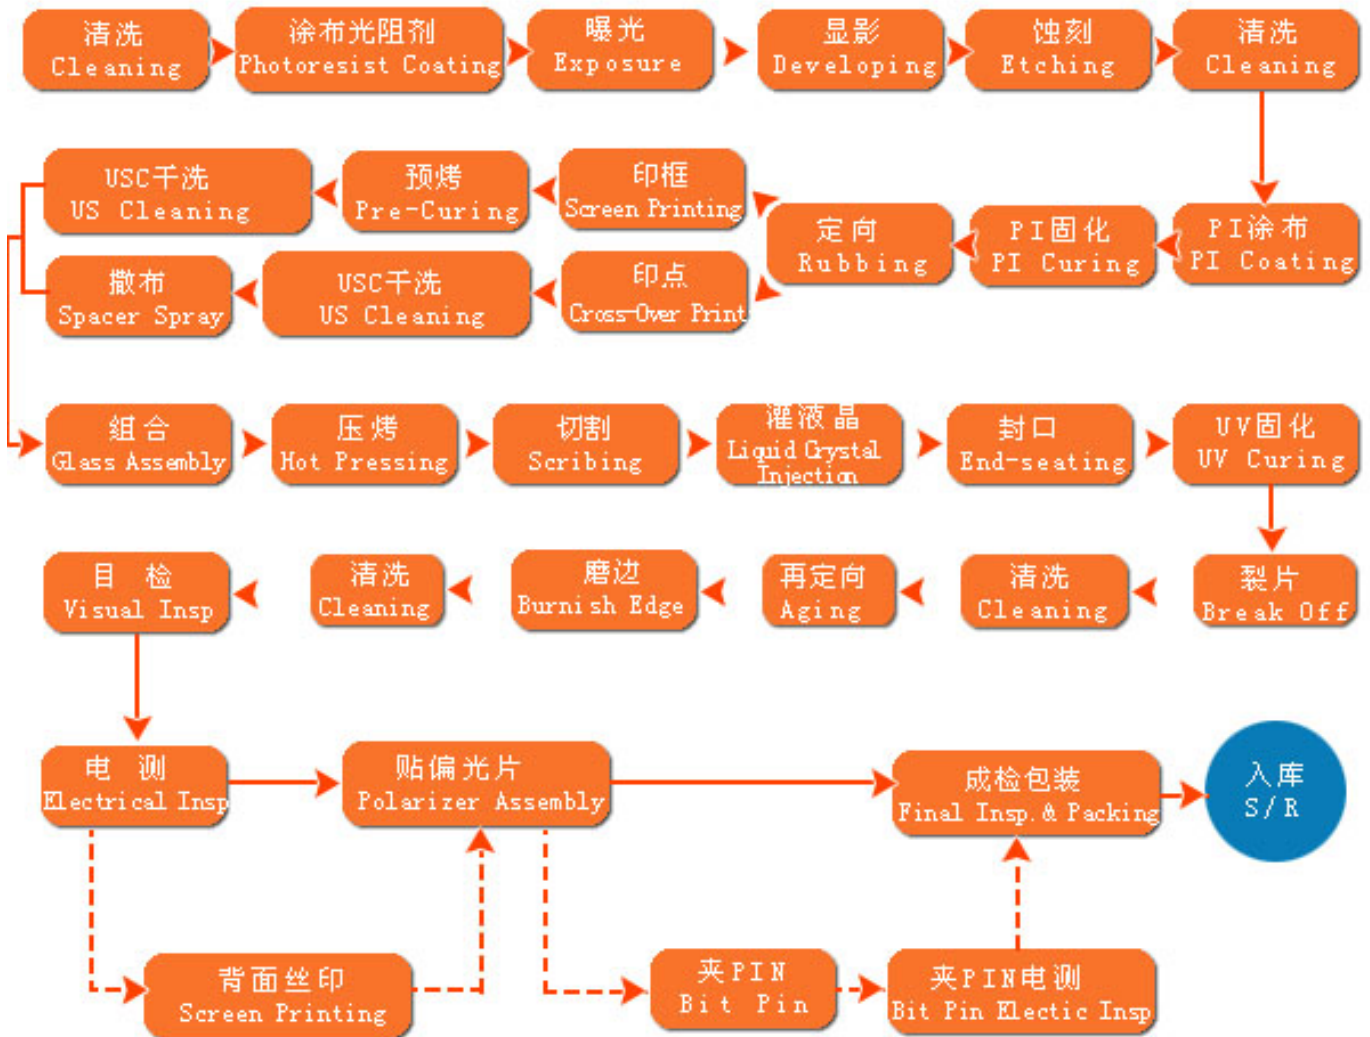 清洗
Cleaning
涂布光阻剂
Photoresist Coating
曝光
Exposure
显影
Developing
蚀刻
Etching
清洗
Cleaning
USC干洗
US Cleaning
预烤
Pre-Curing
印框
Screen Printing
定向
Rubbing
PI固化
PI Curing
PI涂布
PI Coating
撒布
Spacer Spray
USC干洗
US Cleaning
印点
Cross-Over Print
组合
Glass Assembly
压烤
Hot Pressing
切割
Scribing
灌液晶
Liquid Crystal
Injection
封口
End-seating
UV固化
UV Curing
目 检
Visual Insp
清洗
Cleaning
磨边
Burnish Edge
再定向
Aging
清洗
Cleaning
裂片
Break Off
电 测
Electrical Insp
贴偏光片
Polarizer Assembly
成检包装
Final Insp.& Packing
入库
S/R
背面丝印
Screen Printing
夹PIN
Bit Pin
夹PIN电测
Bit Pin Electic Insp